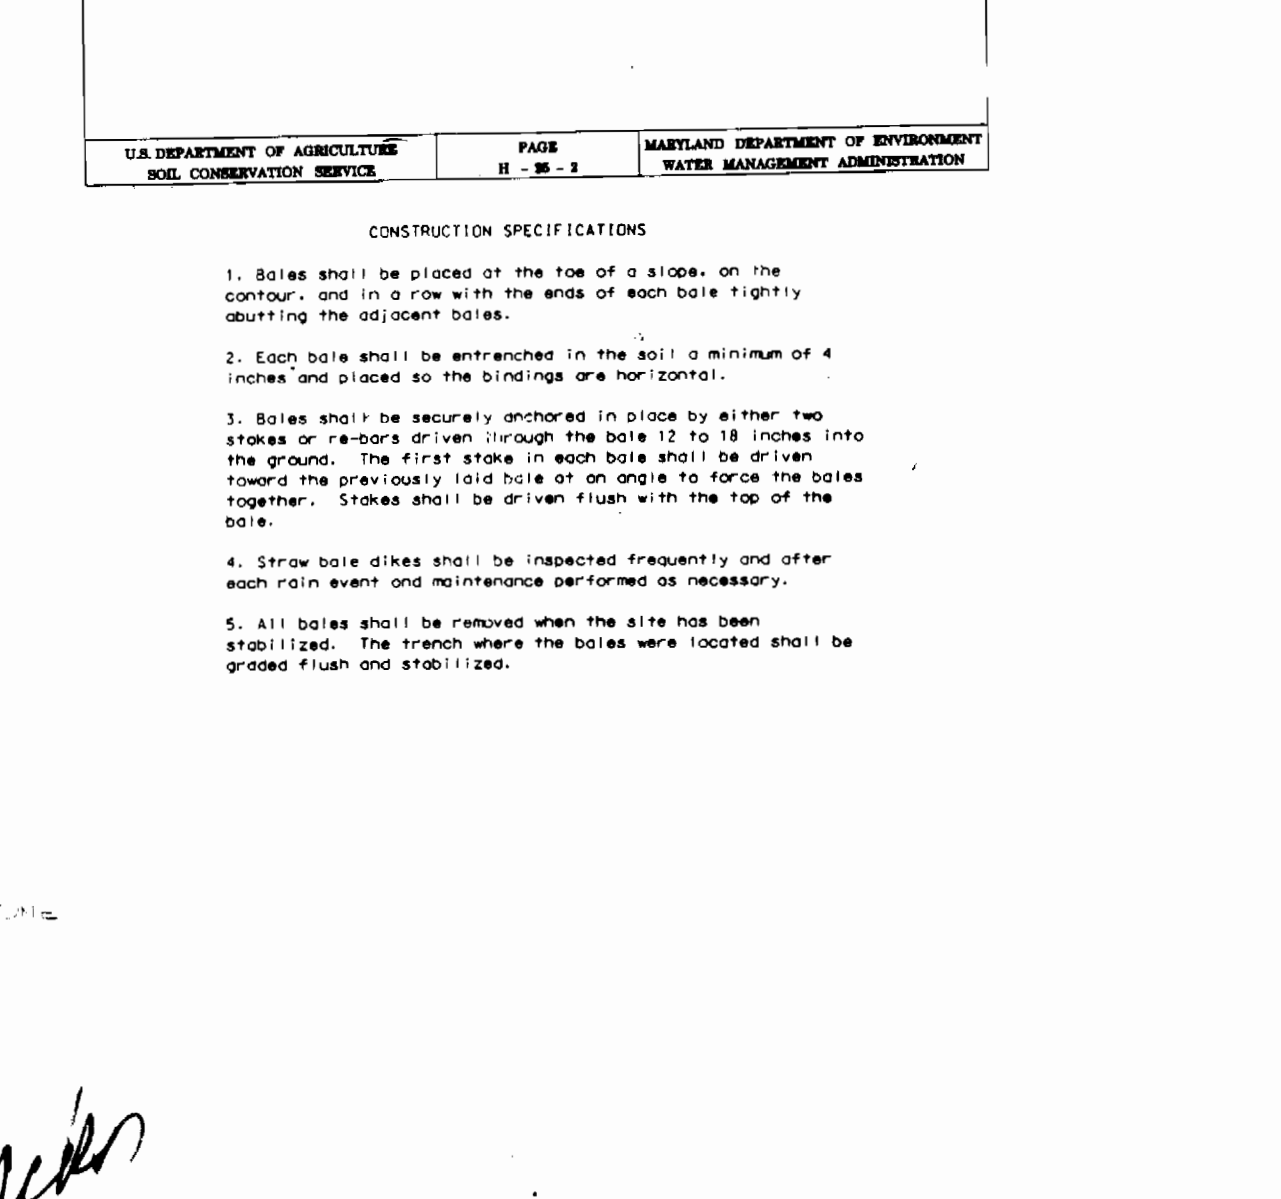 U.S. DEPARTMENT OF AGRICULTURE
SOIL CONSERVATION SERVICE
PAGE
H - 26 - 2
MARYLAND DEPARTMENT OF ENVIRONMENT
WATER MANAGEMENT ADMINISTRATION
CONSTRUCTION SPECIFICATIONS
1. Bales shall be placed at the toe of a slope, on the
contour, and in a row with the ends of each bale tightly
abutting the adjacent bales.
2. Each bale shall be entrenched in the soil a minimum of 4
inches and placed so the bindings are horizontal.
3. Bales shall be securely anchored in place by either two
stakes or re-bars driven through the bale 12 to 18 inches into
the ground. The first stake in each bale shall be driven
toward the previously laid bale at an angle to force the bales
together. Stakes shall be driven flush with the top of the
bale.
4. Straw bale dikes shall be inspected frequently and after
each rain event and maintenance performed as necessary.
5. All bales shall be removed when the site has been
stabilized. The trench where the bales were located shall be
graded flush and stabilized.